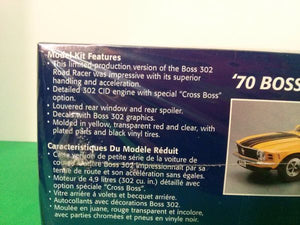 Model Kit Features
• This limited production version of the Boss 302
Road Racer was impressive with its superior
handling and acceleration.
• Detailed 302 CID engine with special "Cross Boss"
option.
• Louvered rear window and rear spoiler.
• Decals with Boss 302 graphics.
• Molded in yellow, transparent red and clear, with
plated parts and black vinyl tires.
'70 BOSS
Caracteristiques Du Modèle Réduit
• Cette version de petite série de la voiture de
course Routière Boss 302 impressionnait par sa
tenue de route et son accélération sans égales.
• Moteur de 4,9 litres (302 cu. in.) détaillé avec
option spéciale "Cross Boss".
• Vitre arrière à volets et becquet arrière.
• Autocollants avec décorations Boss 302.
• Moulée en jaune, rouge transparent et incolore,
avec parties chromées et pneus en vinyle noir.